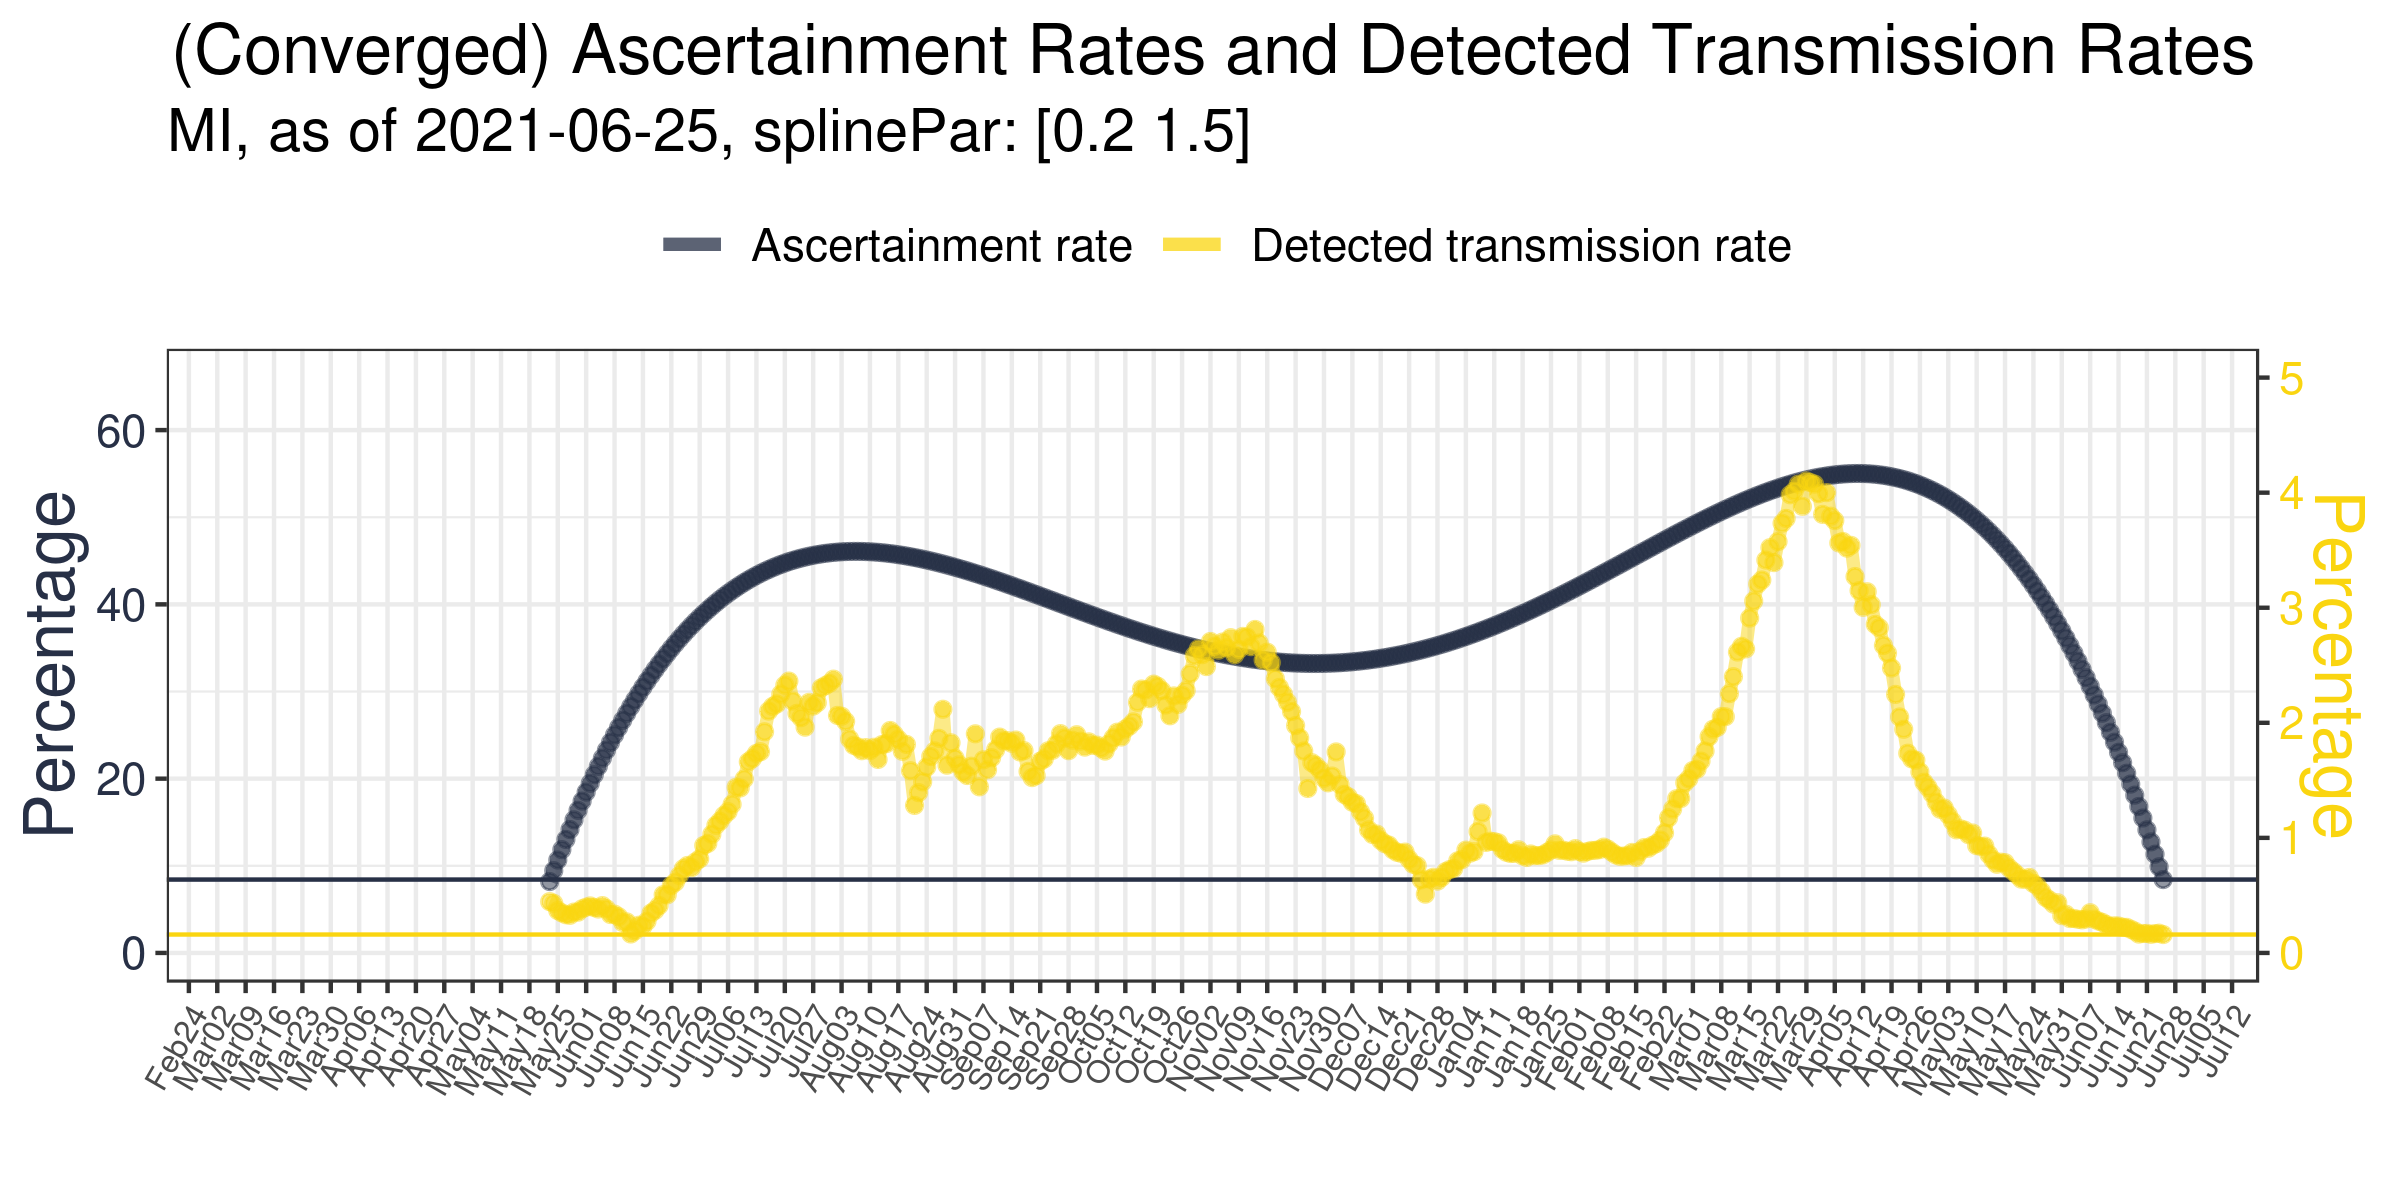 (Converged) Ascertainment Rates and Detected Transmission Rates
MI, as of 2021-06-25, splinePar: [0.2 1.5]
Ascertainment rate
Detected transmission rate
Percentage
60
40
20
0
5
4
3
2
1
0
Percentage
Feb24
Mar02
Mar09
Mar16
Mar23
Mar30
Apr06
Apr13
Apr20
Apr27
May04
May11
May18
May25
Jun01
Jun08
Jun15
Jun22
Jun29
Jul06
Jul13
Jul20
Jul27
Aug03
Aug10
Aug17
Aug24
Aug31
Sep07
Sep14
Sep21
Sep28
Oct05
Oct12
Oct19
Oct26
Nov02
Nov09
Nov16
Nov23
Nov30
Dec07
Dec14
Dec21
Dec28
Jan04
Jan11
Jan18
Jan25
Feb01
Feb08
Feb15
Feb22
Mar01
Mar08
Mar15
Mar22
Mar29
Apr05
Apr12
Apr19
Apr26
May03
May10
May17
May24
May31
Jun07
Jun14
Jun21
Jun28
Jul05
Jul12